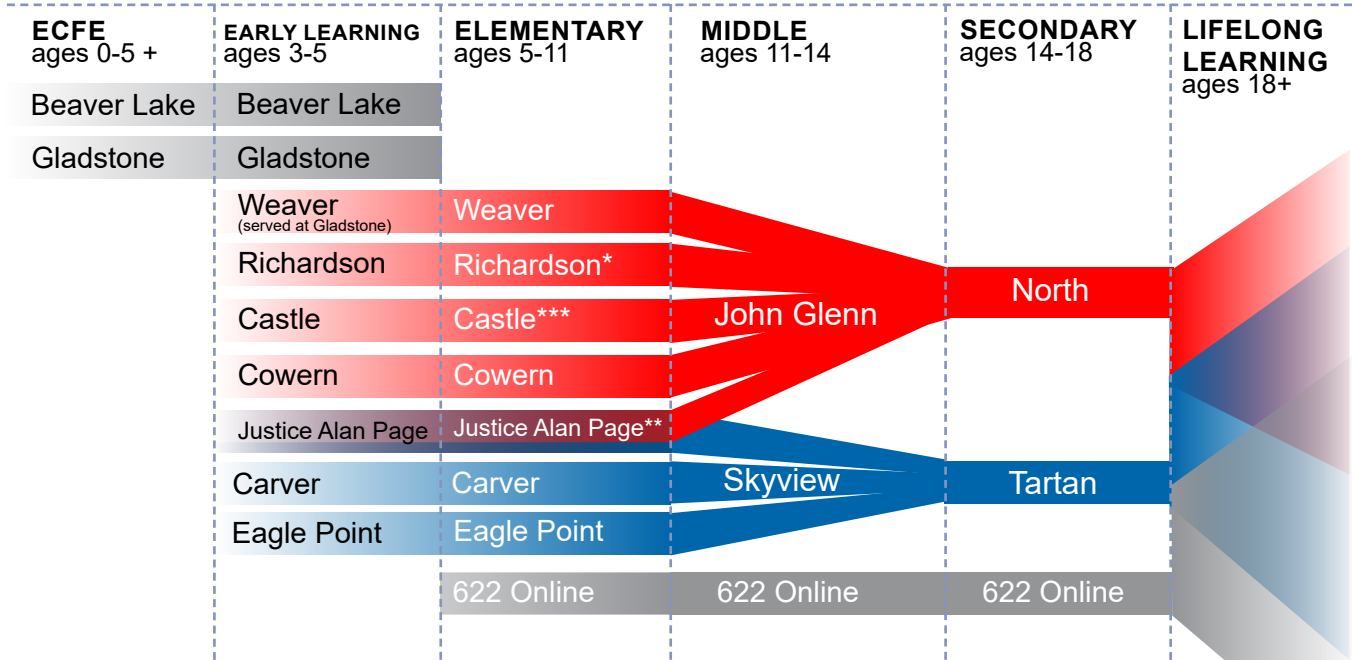 ECFE
ages 0-5 +
EARLY LEARNING
ages 3-5
ELEMENTARY
ages 5-11
MIDDLE
ages 11-14
SECONDARY
ages 14-18
LIFELONG
LEARNING
ages 18+
Beaver Lake
Beaver Lake
Gladstone
Gladstone
Weaver
(served at Gladstone)
Weaver
Richardson
Richardson*
Castle
Castle***
Cowern
Cowern
Justice Alan Page
Justice Alan Page**
Carver
Carver
Eagle Point
Eagle Point
John Glenn
North
Skyview
Tartan
622 Online
622 Online
622 Online